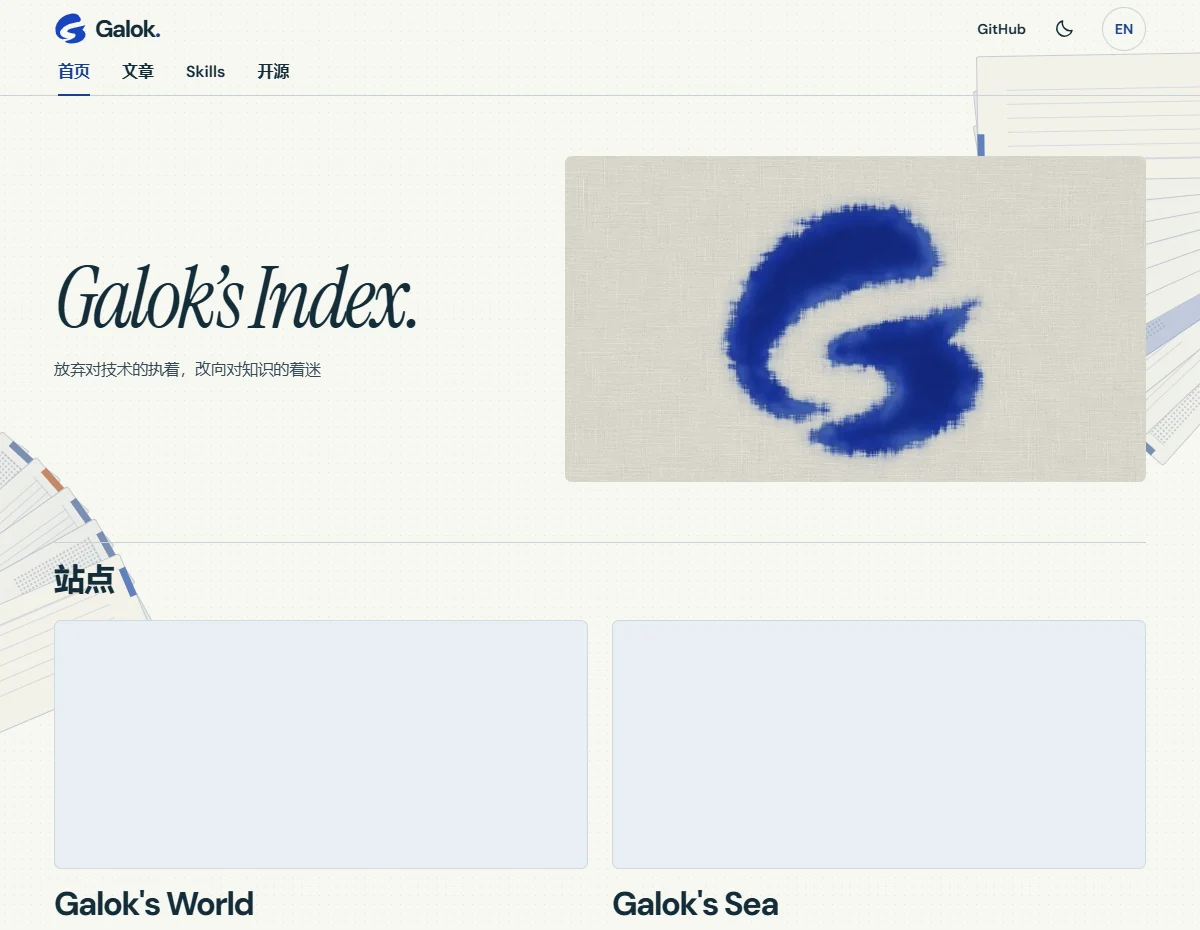 Galok.
GitHub
EN
首页
文章
Skills
开源
Galok’s Index.
放弃对技术的执着，改向对知识的着迷
站点
Galok's World
Galok's Sea